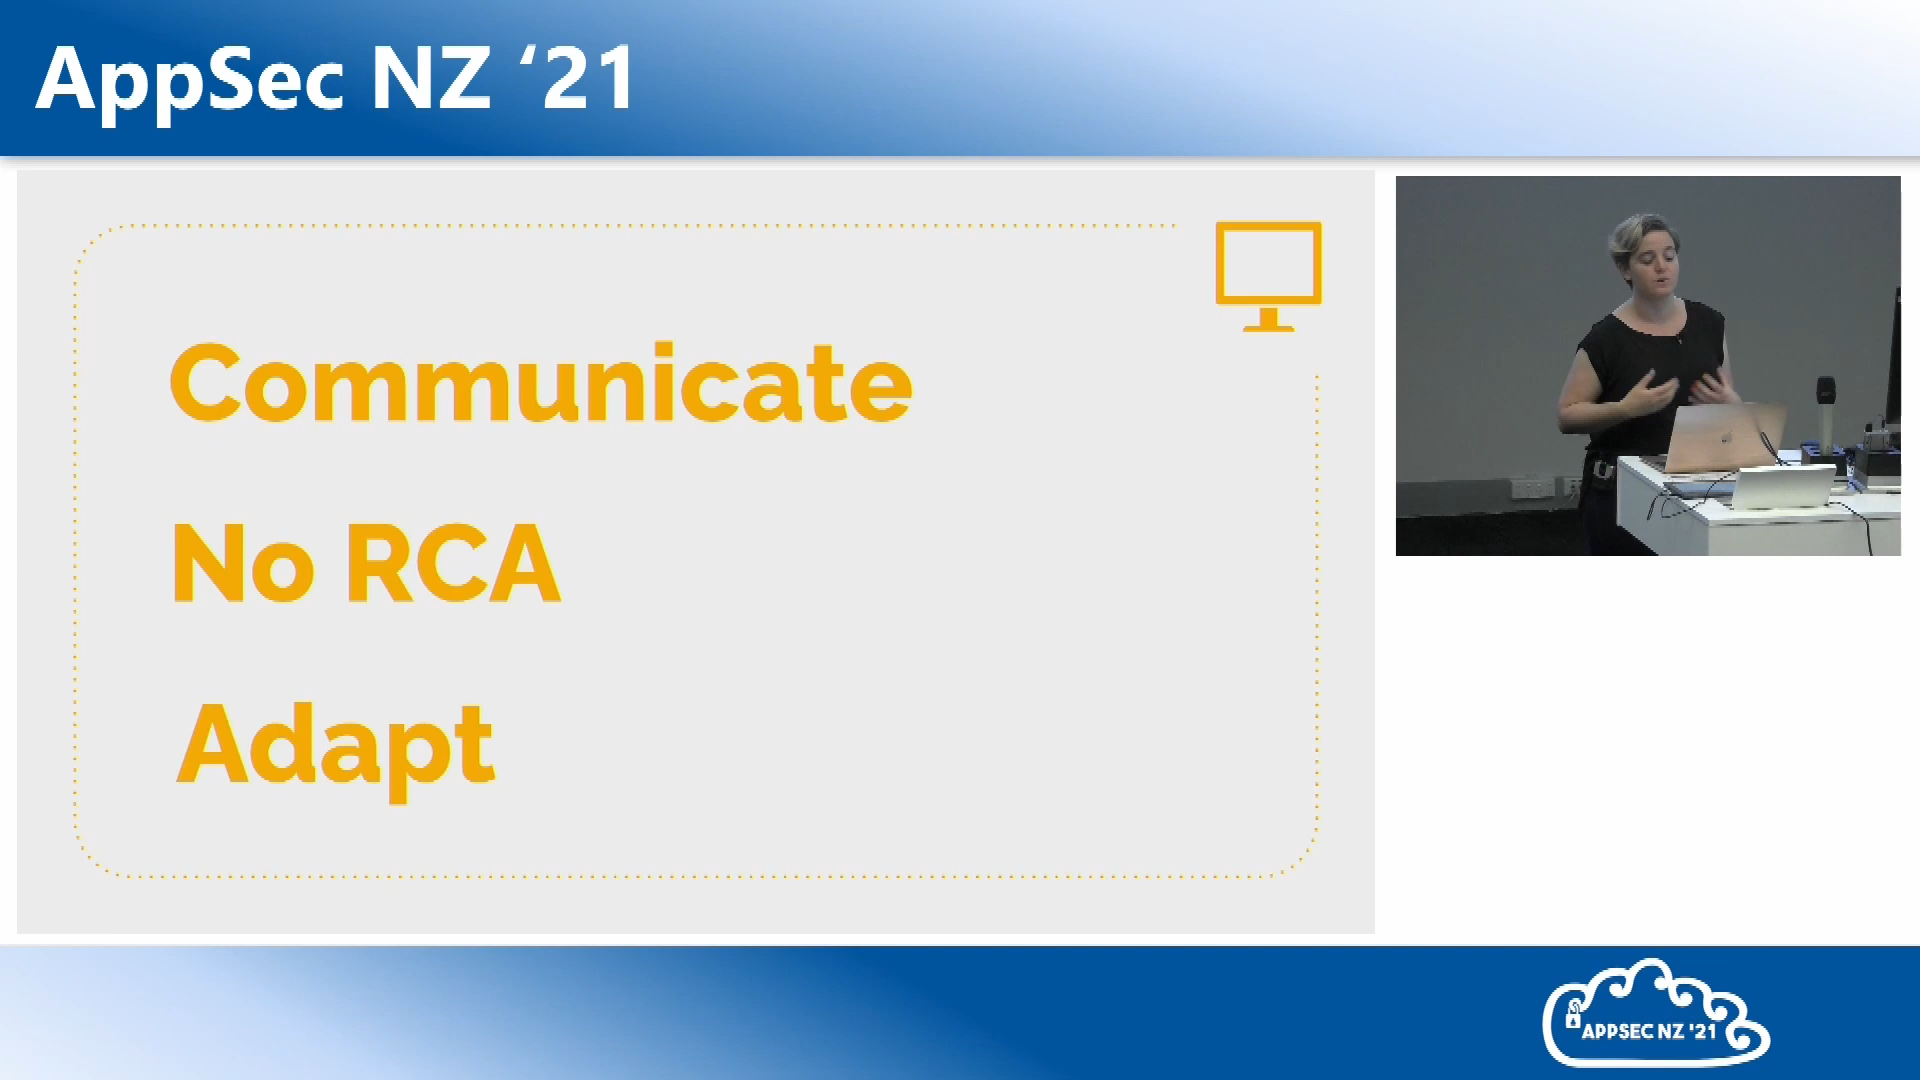 AppSec NZ ‘21
Communicate
No RCA
Adapt
APPSEC NZ '21